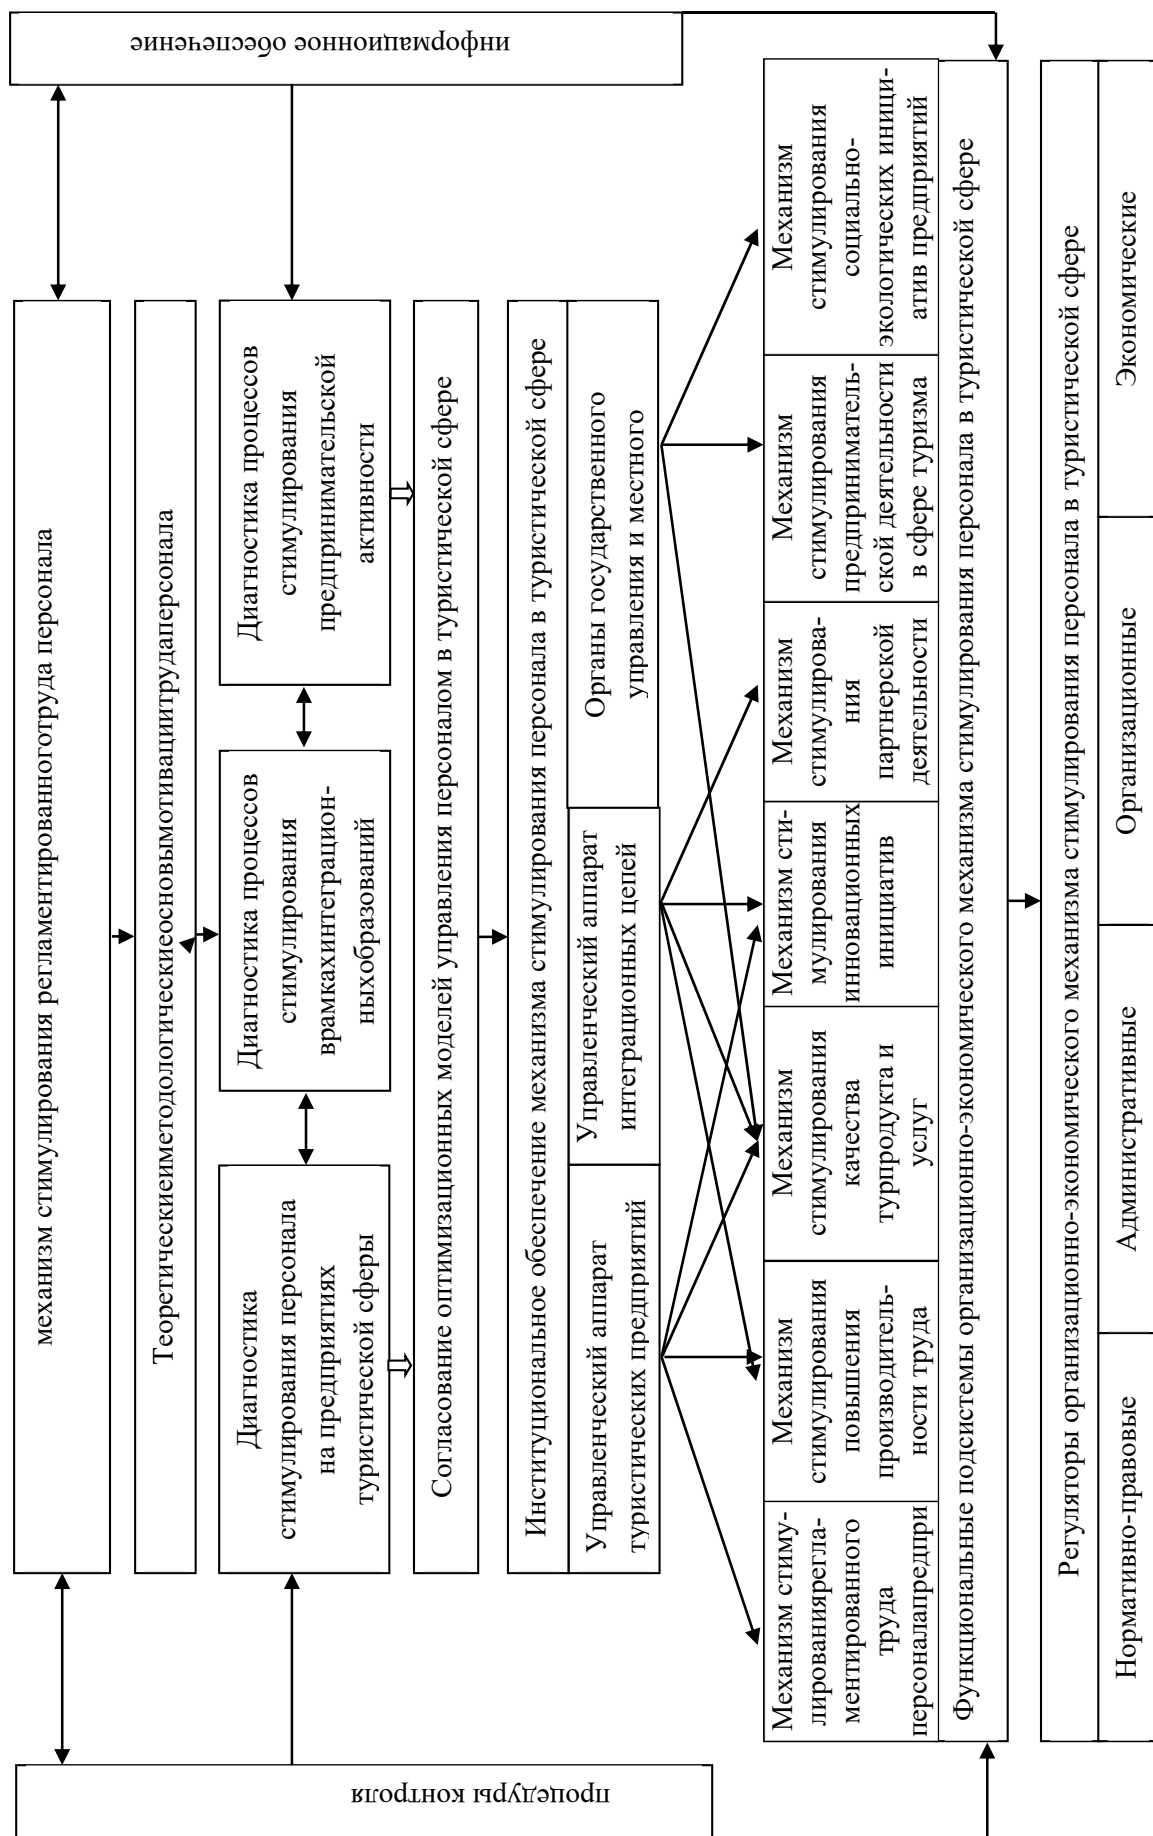 механизм стимулирования регламентированноготруда персонала
Теоретическиеиметодологическиеосновымотивациитрудаперсонала
Диагностика
стимулирования персонала
на предприятиях
туристической сферы
Диагностика процессов
стимулирования
врамкахинтеграцион-
ныхобразований
Диагностика процессов
стимулирования
предпринимательской
активности
Согласование оптимизационных моделей управления персоналом в туристической сфере
Институциональное обеспечение механизма стимулирования персонала в туристической сфере
Управленческий аппарат
туристических предприятий
Управленческий аппарат
интеграционных цепей
Органы государственного
управления и местного
Механизм стиму-
лированиярегла-
ментированного
труда
персоналапредпри
Механизм
стимулирования
повышения
производитель-
ности труда
Механизм
стимулирования
качества
турпродукта и
услуг
Механизм сти-
мулирования
инновационных
инициатив
Механизм
стимулирова-
ния
партнерской
деятельности
Механизм
стимулирования
предприниматель-
ской деятельности
в сфере туризма
Механизм
стимулирования
социально-
экологических иници-
атив предприятий
Функциональные подсистемы организационно-экономического механизма стимулирования персонала в туристической сфере
Регуляторы организационно-экономического механизма стимулирования персонала в туристической сфере
Нормативно-правовые
Административные
Организационные
Экономические
процедуры контроля
информационное обеспечение